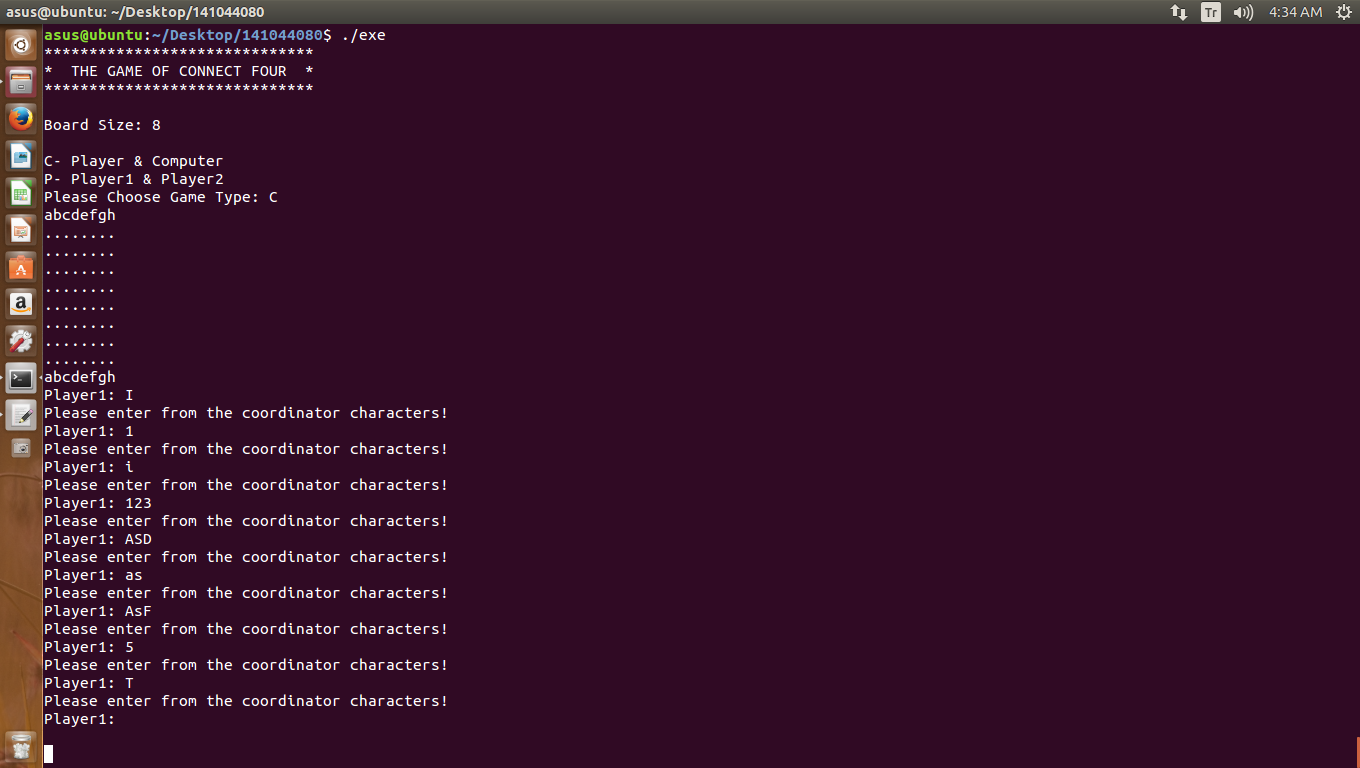 asus@ubuntu: ~/Desktop/141044080
Tr
4:34 AM
asus@ubuntu:~/Desktop/141044080$ ./exe
******************************
*  THE GAME OF CONNECT FOUR  *
******************************
Board Size: 8
C- Player & Computer
P- Player1 & Player2
Please Choose Game Type: C
abcdefgh
........
........
........
........
........
........
........
........
abcdefgh
Player1: I
Please enter from the coordinator characters!
Player1: 1
Please enter from the coordinator characters!
Player1: i
Please enter from the coordinator characters!
Player1: 123
Please enter from the coordinator characters!
Player1: ASD
Please enter from the coordinator characters!
Player1: as
Please enter from the coordinator characters!
Player1: AsF
Please enter from the coordinator characters!
Player1: 5
Please enter from the coordinator characters!
Player1: T
Please enter from the coordinator characters!
Player1: